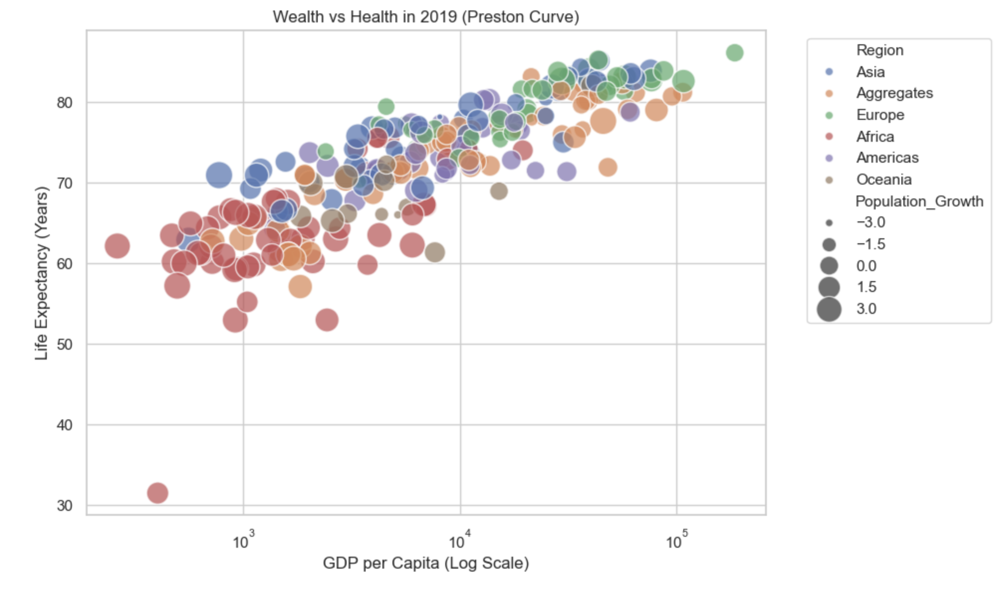 Wealth vs Health in 2019 (Preston Curve)
Life Expectancy (Years)
80
70
60
50
40
30
10³
10⁴
10⁵
GDP per Capita (Log Scale)
Region
Asia
Aggregates
Europe
Africa
Americas
Oceania
Population_Growth
−3.0
−1.5
0.0
1.5
3.0